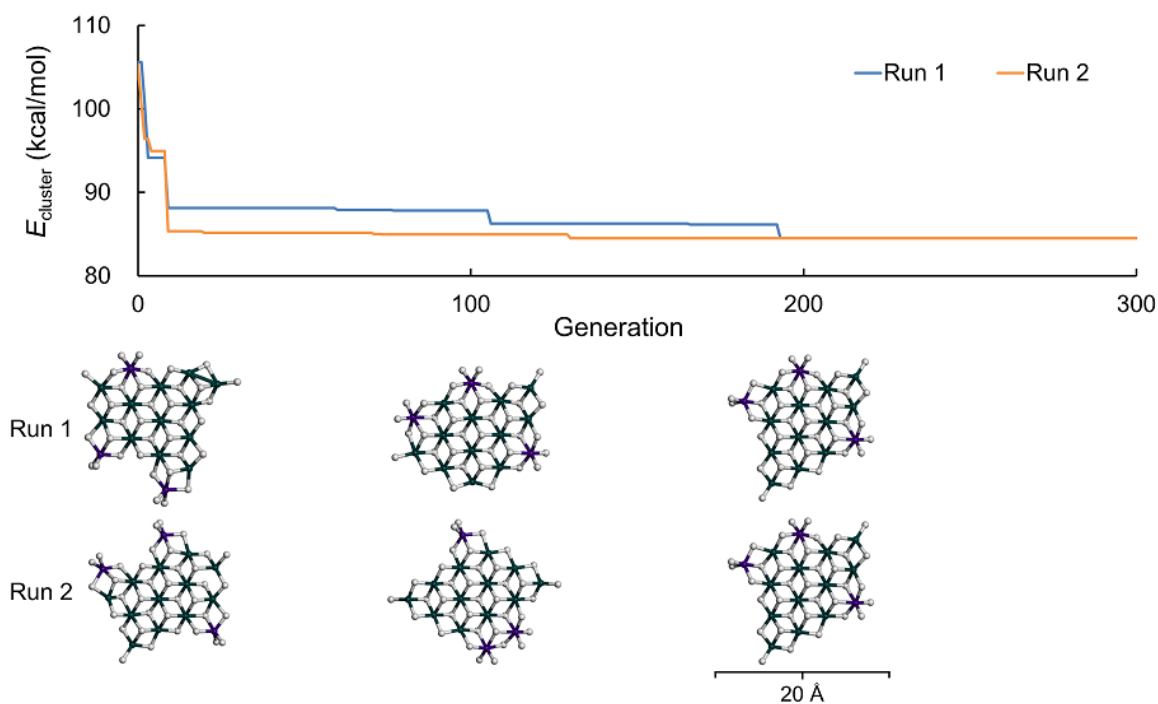 110
100
90
80
E_cluster (kcal/mol)
Run 1 Run 2
0 100 200 300
Generation
Run 1
Run 2
20 Å